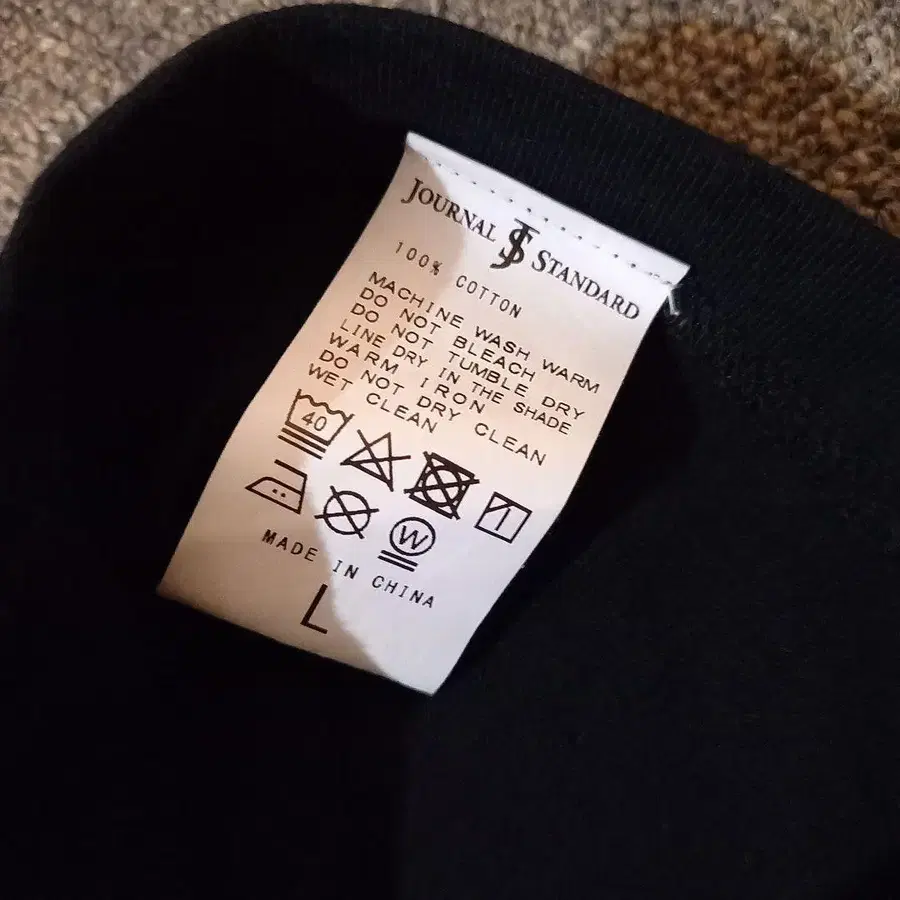 JOURNAL JS STANDARD
100% COTTON
MACHINE WASH WARM
DO NOT BLEACH
DO NOT TUMBLE DRY
LINE DRY IN THE SHADE
WARM IRON
DO NOT DRY CLEAN
WET CLEAN
40
W
MADE IN CHINA
L